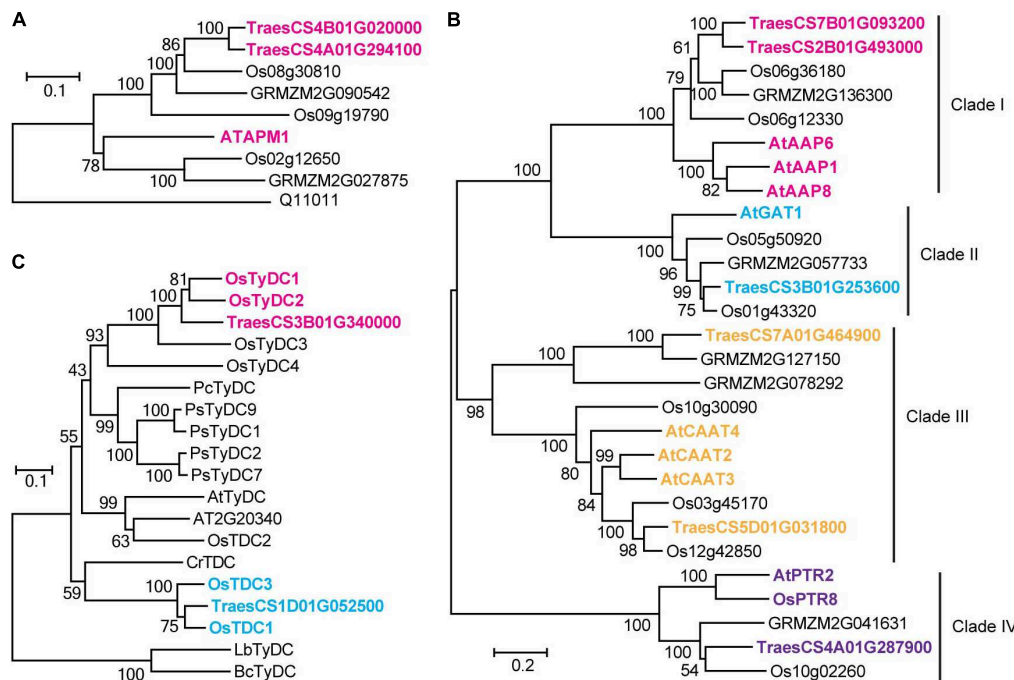 A
TraesCS4B01G020000
100
TraesCS4A01G294100
86
100
Os08g30810
GRMZM2G090542
100
Os09g19790
0.1
ATAPM1
78
Os02g12650
100
GRMZM2G027875
Q11011
B
TraesCS7B01G093200
100
TraesCS2B01G493000
61
Os06g36180
79
100
GRMZM2G136300
Os06g12330
100
AtAAP6
100
AtAAP1
82
AtAAP8
Clade I
100
AtGAT1
100
Os05g50920
96
GRMZM2G057733
99
TraesCS3B01G253600
75
Os01g43320
Clade II
TraesCS7A01G464900
100
GRMZM2G127150
100
GRMZM2G078292
98
Os10g30090
100
AtCAAT4
80
99
AtCAAT2
AtCAAT3
84
Os03g45170
100
TraesCS5D01G031800
98
Os12g42850
Clade III
AtPTR2
100
OsPTR8
100
GRMZM2G041631
100
TraesCS4A01G287900
54
Os10g02260
Clade IV
0.2
C
81
OsTyDC1
100
OsTyDC2
100
TraesCS3B01G340000
93
OsTyDC3
OsTyDC4
43
PcTyDC
99
100
PsTyDC9
PsTyDC1
100
PsTyDC2
100
PsTyDC7
55
0.1
99
AtTyDC
AT2G20340
63
OsTDC2
CrTDC
59
100
OsTDC3
TraesCS1D01G052500
75
OsTDC1
LbTyDC
100
BcTyDC